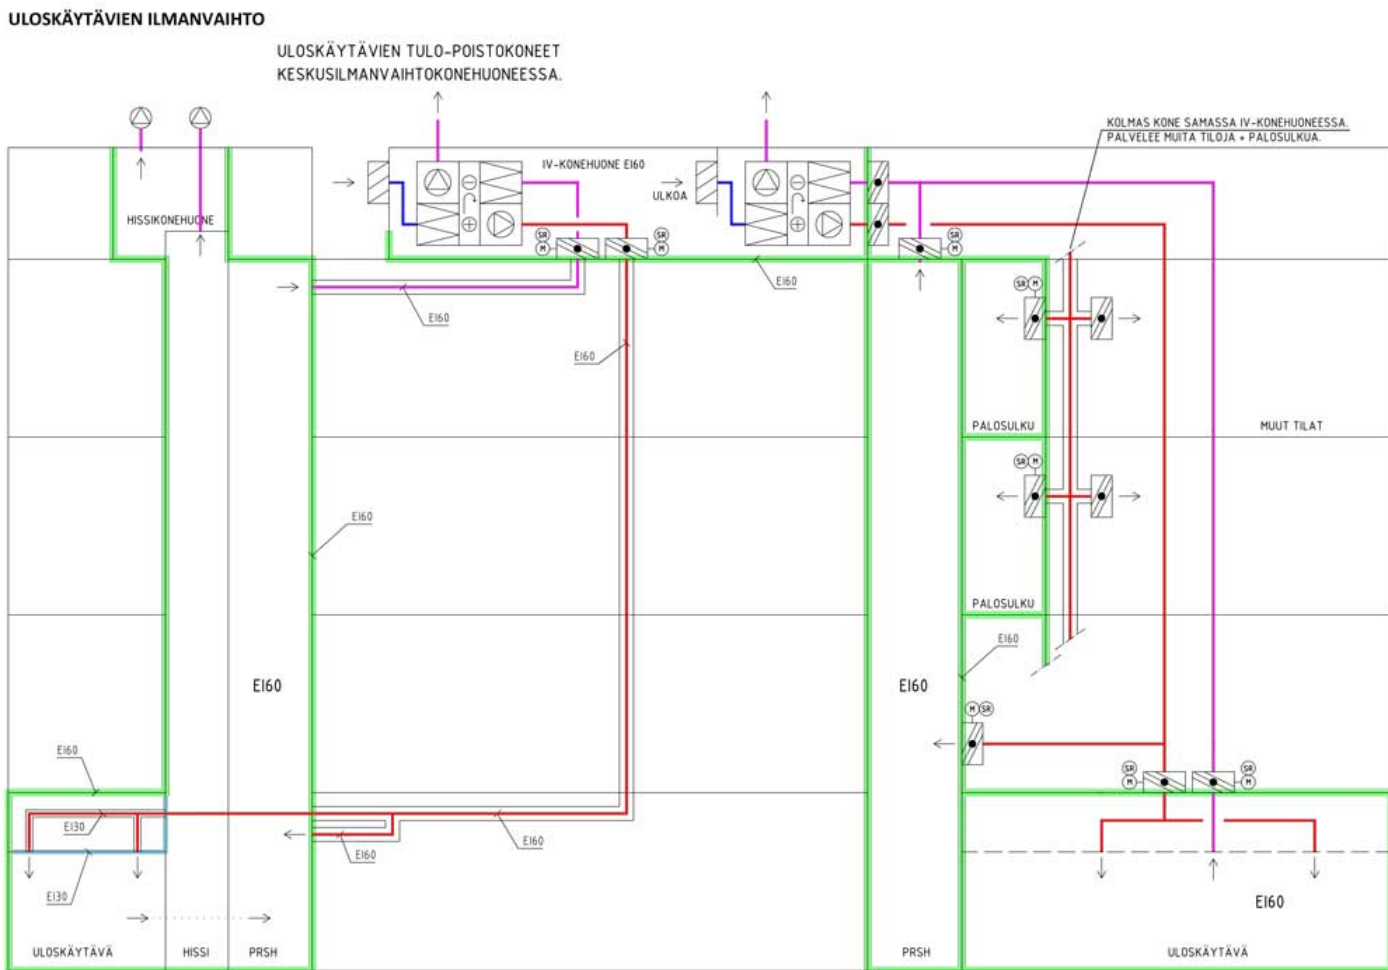 ULOSKÄYTÄVIEN ILMANVAIHTO
ULOSKÄYTÄVIEN TULO-POISTOKONEET
KESKUSILMANVAIHTOKONEHUONEESSA.
KOLMAS KONE SAMASSA IV-KONEHUONEESSA.
PALVELEE MUITA TILOJA + PALOSULKUA.
IV-KONEHUONE EI60
ULKOA
HISSIKONEHUONE
SR
M
SR
M
SR
M
EI60
EI60
SR M
EI60
PALOSULKU
MUUT TILAT
SR M
EI60
PALOSULKU
EI60
EI60
EI60
M SR
EI60
SR
M
SR
M
EI30
EI60
EI60
EI30
EI60
ULOSKÄYTÄVÄ
HISSI
PRSH
PRSH
ULOSKÄYTÄVÄ